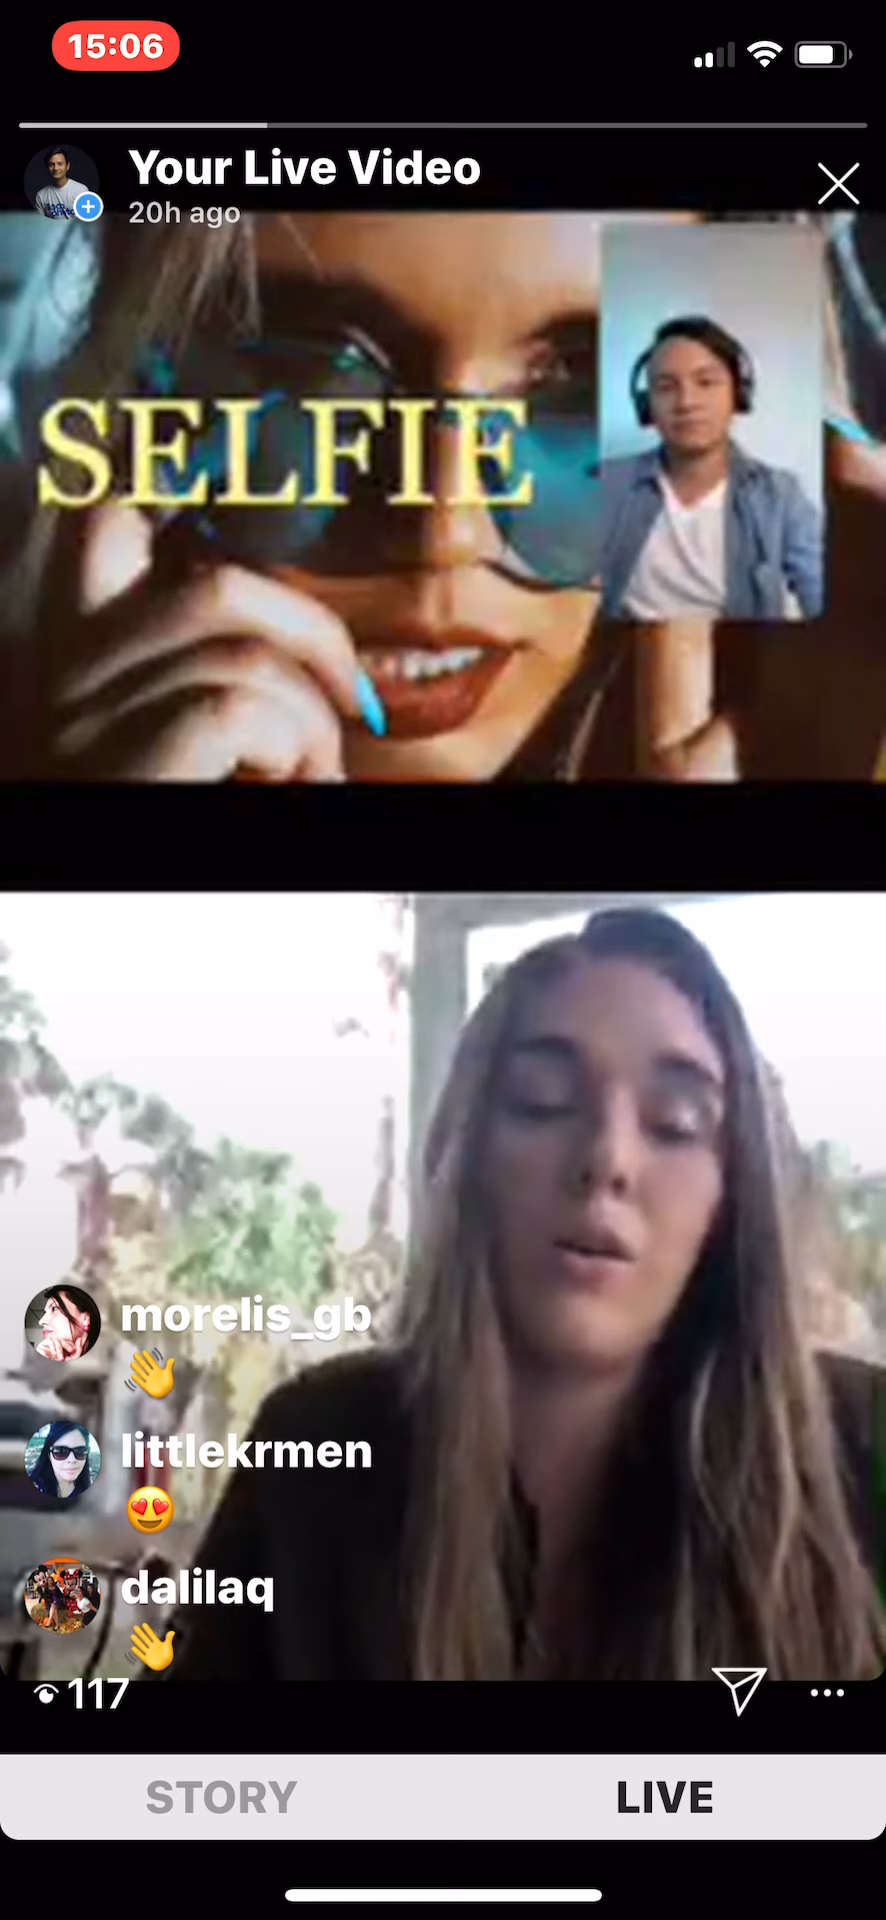 15:06
Your Live Video
20h ago
SELFIE
morelis_gb
👋
littlekrmen
😍
dalilaq
👋
117
STORY
LIVE